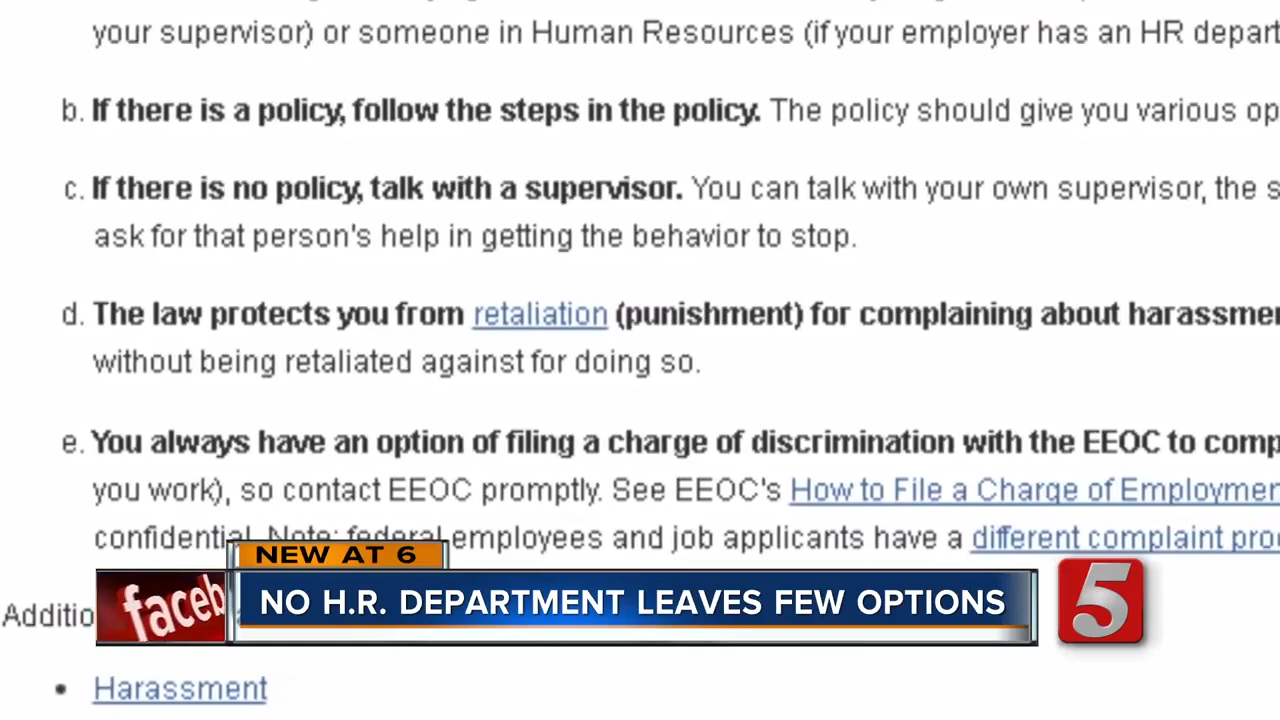 your supervisor) or someone in Human Resources (if your employer has an HR depart
b. If there is a policy, follow the steps in the policy. The policy should give you various op
c. If there is no policy, talk with a supervisor. You can talk with your own supervisor, the s
ask for that person's help in getting the behavior to stop.
d. The law protects you from retaliation (punishment) for complaining about harassmen
without being retaliated against for doing so.
e. You always have an option of filing a charge of discrimination with the EEOC to comp
you work), so contact EEOC promptly. See EEOC's How to File a Charge of Employmen
confidential. Note: federal employees and job applicants have a different complaint pro
NEW AT 6
Additio
faceb
NO H.R. DEPARTMENT LEAVES FEW OPTIONS
5
• Harassment